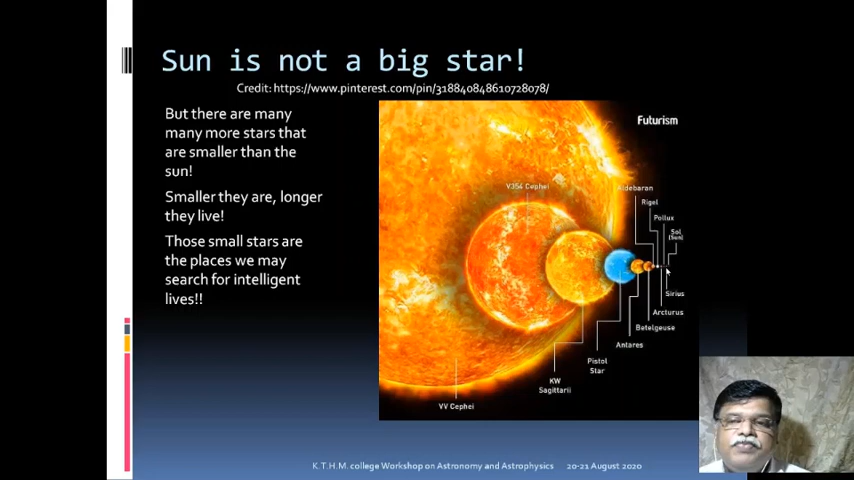 Sun is not a big star!
Credit: https://www.pinterest.com/pin/318840848610728078/
But there are many
many more stars that
are smaller than the
sun!
Smaller they are, longer
they live!
Those small stars are
the places we may
search for intelligent
lives!!
Futurism
V354 Cephei
Aldebaran
Rigel
Pollux
Sol
(Sun)
Sirius
Arcturus
Betelgeuse
Antares
Pistol
Star
KW
Sagittarii
VV Cephei
K.T.H.M. college Workshop on Astronomy and Astrophysics 20-21 August 2020